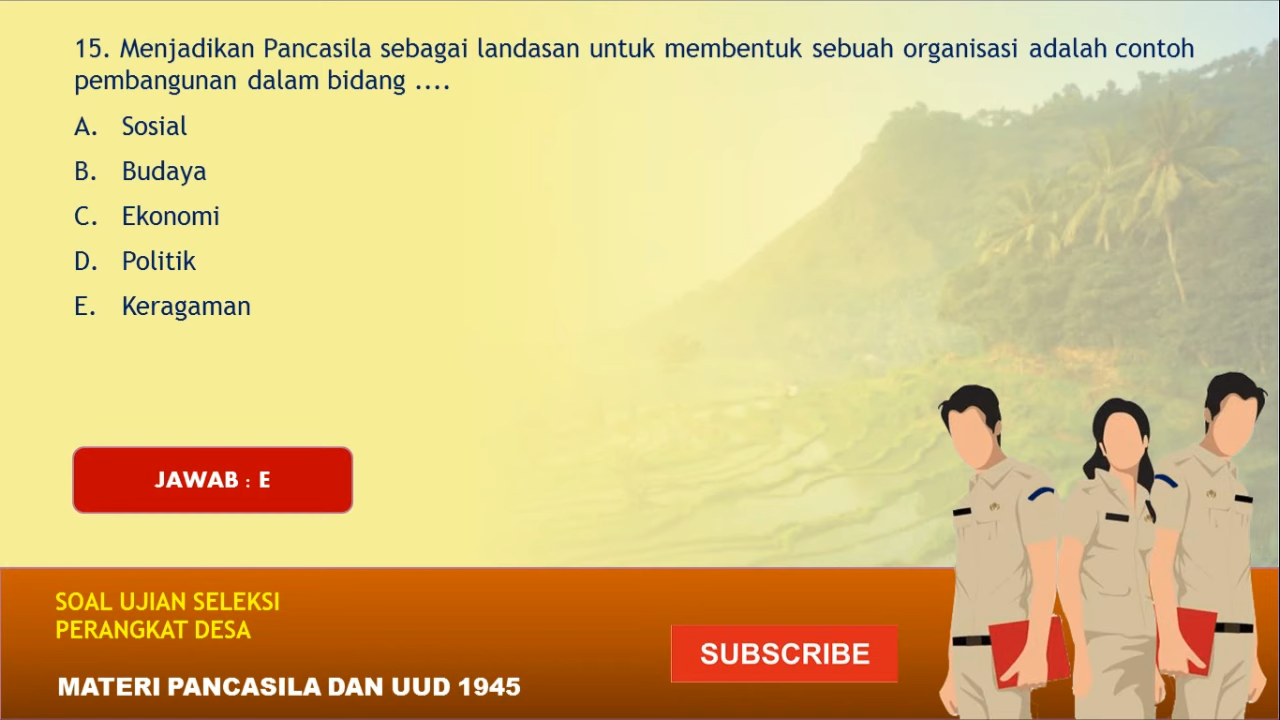 15. Menjadikan Pancasila sebagai landasan untuk membentuk sebuah organisasi adalah contoh
pembangunan dalam bidang ....
A. Sosial
B. Budaya
C. Ekonomi
D. Politik
E. Keragaman
JAWAB : E
SOAL UJIAN SELEKSI
PERANGKAT DESA
SUBSCRIBE
MATERI PANCASILA DAN UUD 1945